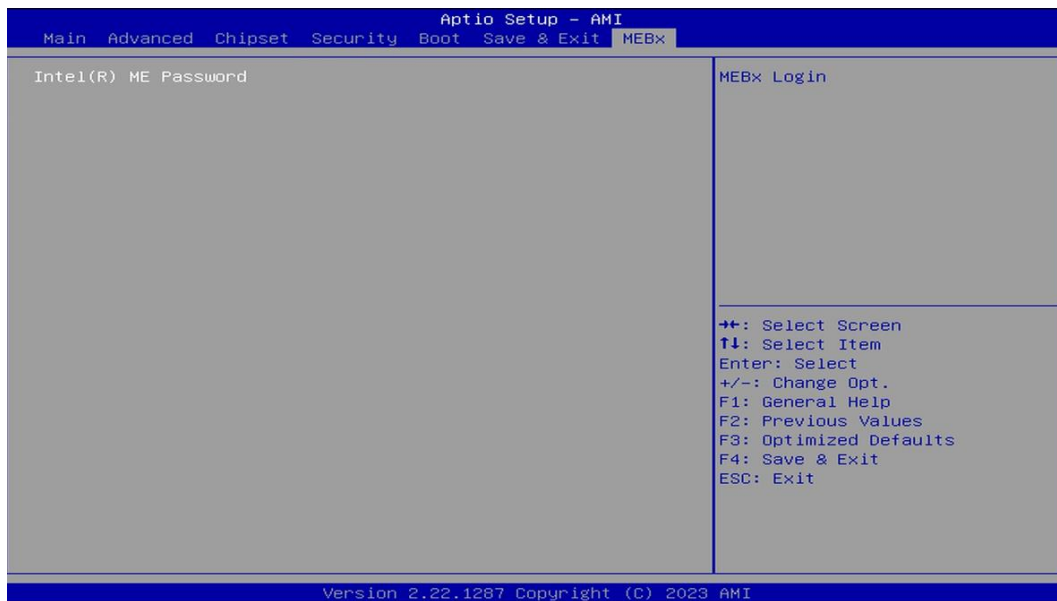 Aptio Setup – AMI
Main Advanced Chipset Security Boot Save & Exit MEBx
Intel(R) ME Password
MEBx Login
→←: Select Screen
↑↓: Select Item
Enter: Select
+/-: Change Opt.
F1: General Help
F2: Previous Values
F3: Optimized Defaults
F4: Save & Exit
ESC: Exit
Version 2.22.1287 Copyright (C) 2023 AMI